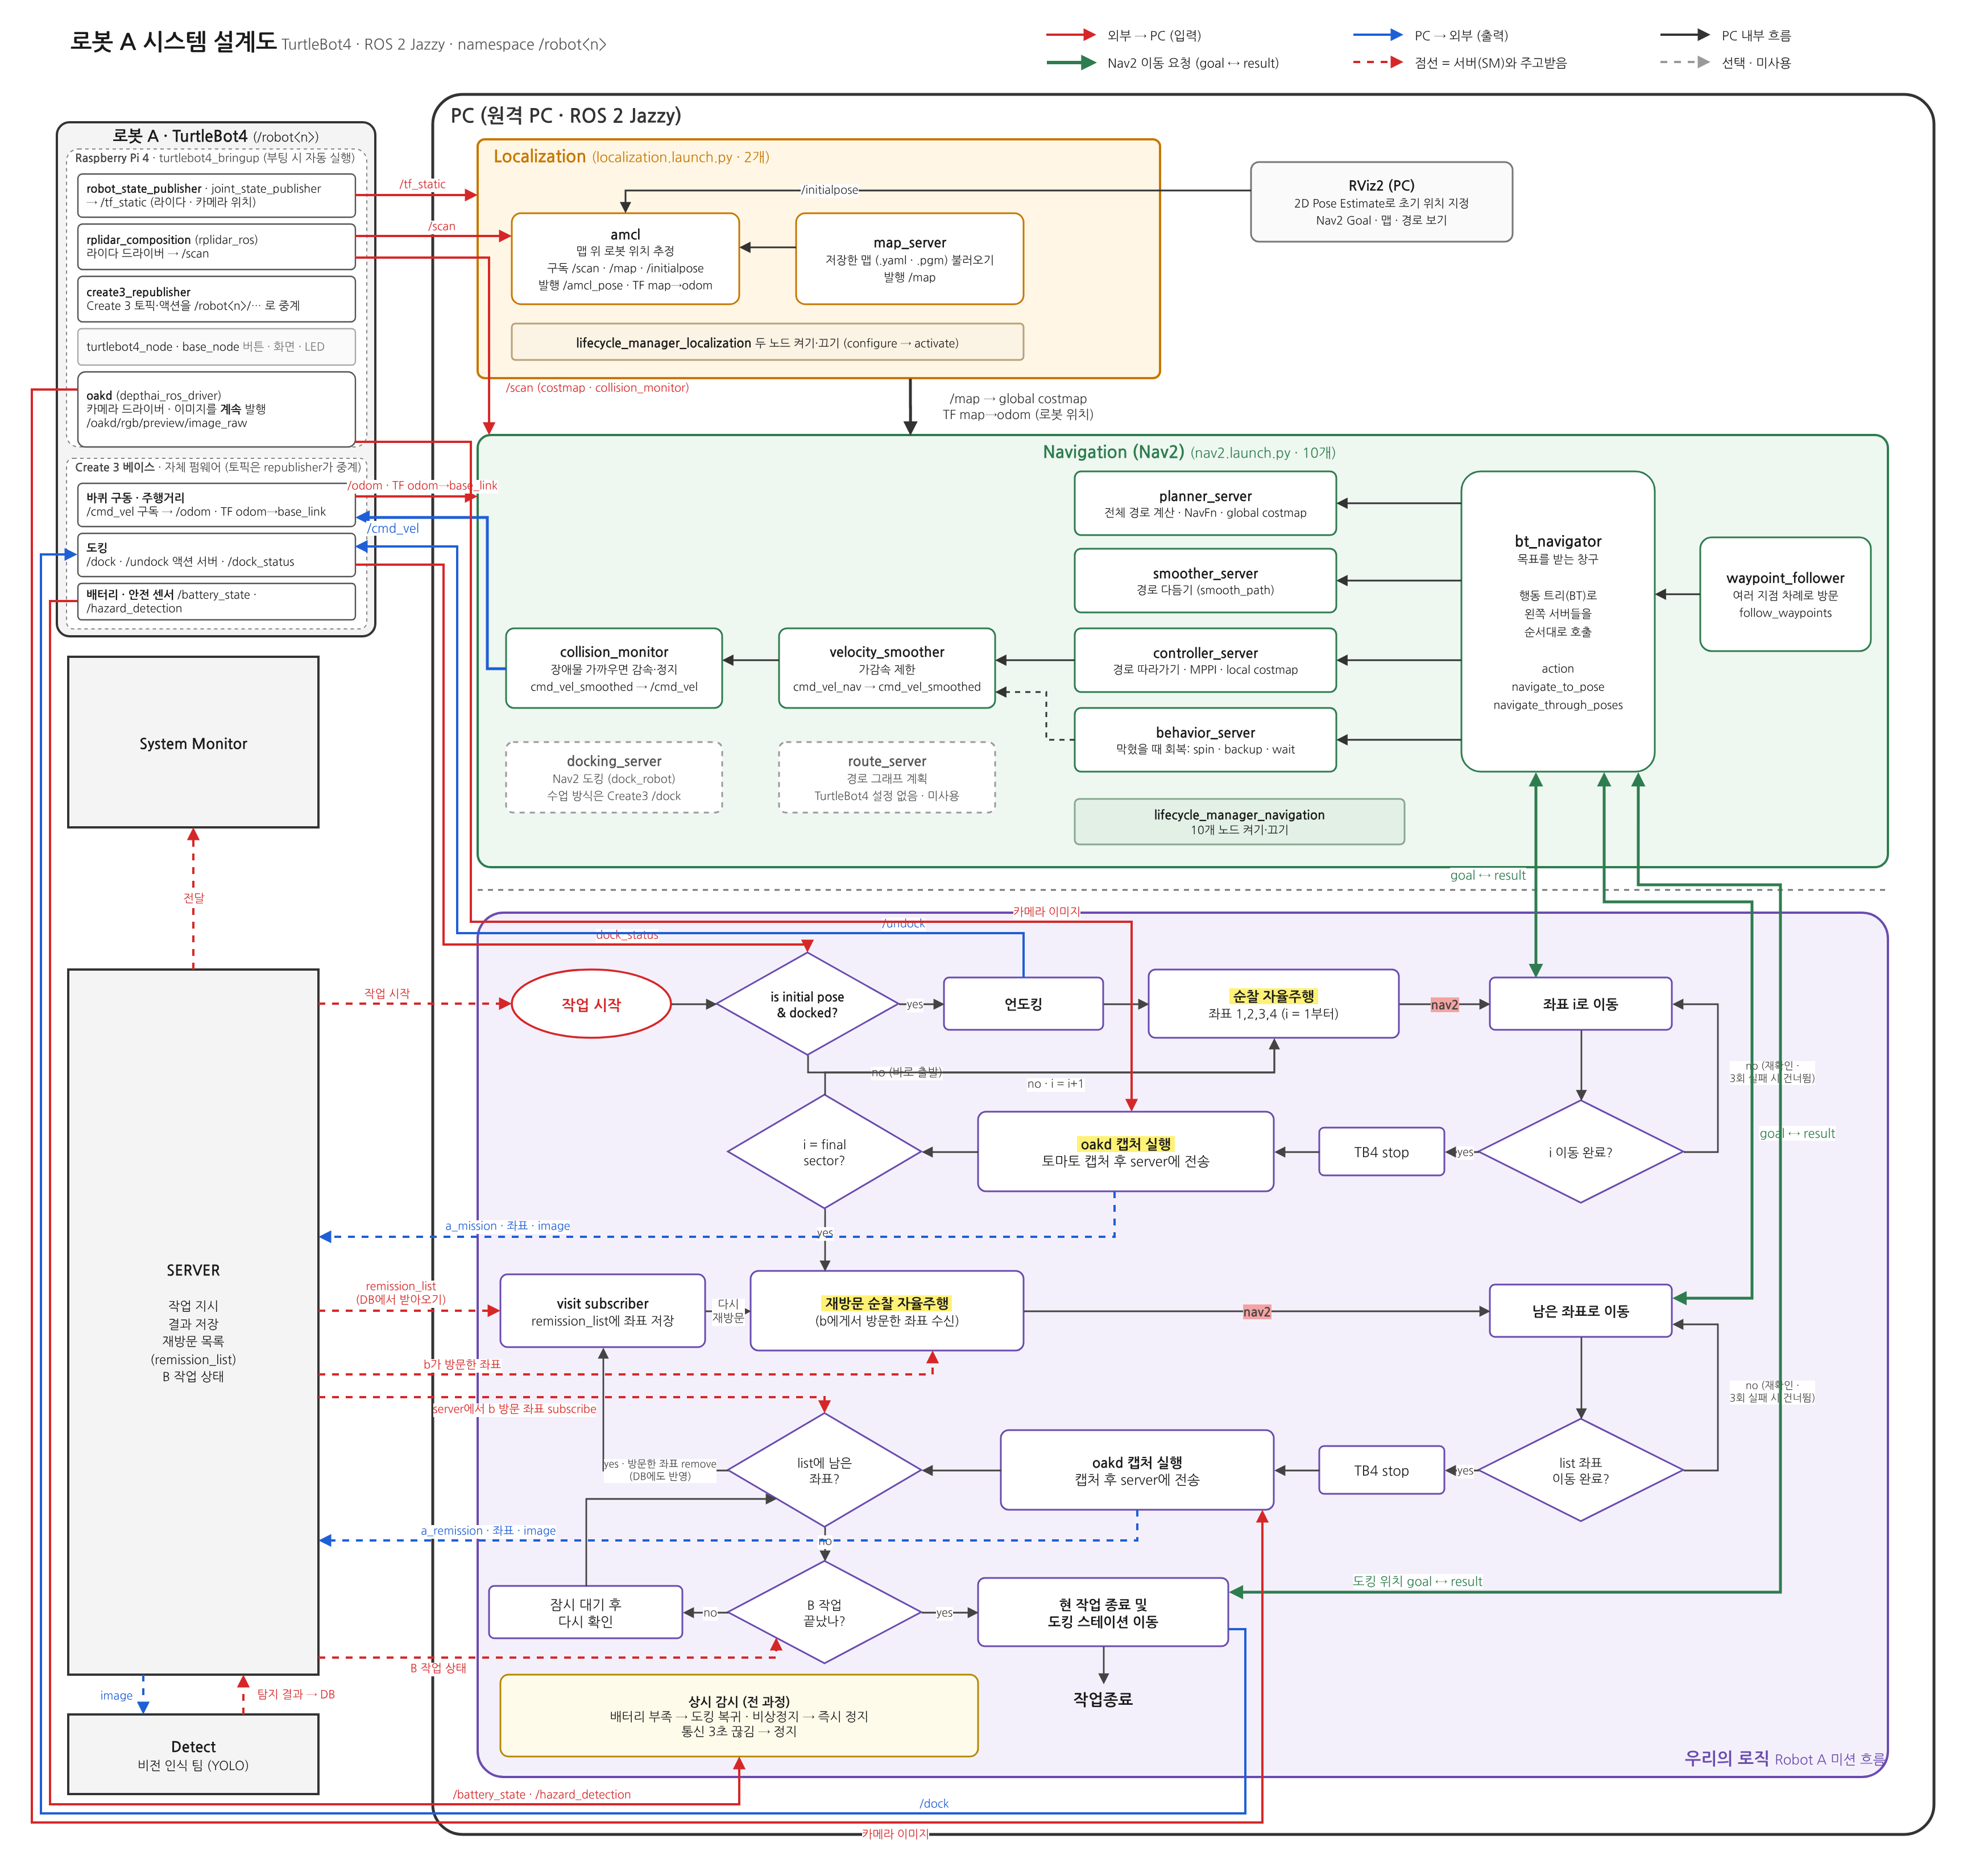 로봇 A 시스템 설계도 TurtleBot4 · ROS 2 Jazzy · namespace /robot<n>
외부 → PC (입력)
PC → 외부 (출력)
PC 내부 흐름
Nav2 이동 요청 (goal ↔ result)
점선 = 서버(SM)와 주고받음
선택 · 미사용
로봇 A · TurtleBot4 (/robot<n>)
Raspberry Pi 4 · turtlebot4_bringup (부팅 시 자동 실행)
robot_state_publisher · joint_state_publisher
→ /tf_static (라이다 · 카메라 위치)
rplidar_composition (rplidar_ros)
라이다 드라이버 → /scan
create3_republisher
Create 3 토픽·액션을 /robot<n>/… 로 중계
turtlebot4_node · base_node 버튼 · 화면 · LED
oakd (depthai_ros_driver)
카메라 드라이버 · 이미지를 계속 발행
/oakd/rgb/preview/image_raw
Create 3 베이스 · 자체 펌웨어 (토픽은 republisher가 중계)
바퀴 구동 · 주행거리
/cmd_vel 구독 → /odom · TF odom→base_link
도킹
/dock · /undock 액션 서버 · /dock_status
배터리 · 안전 센서 /battery_state ·
/hazard_detection
/tf_static
/scan
/odom · TF odom→base_link
/cmd_vel
PC (원격 PC · ROS 2 Jazzy)
Localization (localization.launch.py · 2개)
/initialpose
amcl
맵 위 로봇 위치 추정
구독 /scan · /map · /initialpose
발행 /amcl_pose · TF map→odom
map_server
저장한 맵 (.yaml · .pgm) 불러오기
발행 /map
lifecycle_manager_localization 두 노드 켜기·끄기 (configure → activate)
RViz2 (PC)
2D Pose Estimate로 초기 위치 지정
Nav2 Goal · 맵 · 경로 보기
/scan (costmap · collision_monitor)
/map → global costmap
TF map→odom (로봇 위치)
Navigation (Nav2) (nav2.launch.py · 10개)
planner_server
전체 경로 계산 · NavFn · global costmap
smoother_server
경로 다듬기 (smooth_path)
controller_server
경로 따라가기 · MPPI · local costmap
behavior_server
막혔을 때 회복: spin · backup · wait
bt_navigator
목표를 받는 창구
행동 트리(BT)로
왼쪽 서버들을
순서대로 호출
action
navigate_to_pose
navigate_through_poses
waypoint_follower
여러 지점 차례로 방문
follow_waypoints
collision_monitor
장애물 가까우면 감속·정지
cmd_vel_smoothed → /cmd_vel
velocity_smoother
가감속 제한
cmd_vel_nav → cmd_vel_smoothed
docking_server
Nav2 도킹 (dock_robot)
수업 방식은 Create3 /dock
route_server
경로 그래프 계획
TurtleBot4 설정 없음 · 미사용
lifecycle_manager_navigation
10개 노드 켜기·끄기
goal ↔ result
System Monitor
전달
SERVER
작업 지시
결과 저장
재방문 목록
(remission_list)
B 작업 상태
image
탐지 결과 → DB
Detect
비전 인식 팀 (YOLO)
카메라 이미지
/undock
dock_status
작업 시작
작업 시작
is initial pose
& docked?
yes
언도킹
순찰 자율주행
좌표 1,2,3,4 (i = 1부터)
nav2
좌표 i로 이동
no (바로 출발)
no · i = i+1
no (재확인 ·
3회 실패 시 건너뜀)
i = final
sector?
oakd 캡처 실행
토마토 캡처 후 server에 전송
TB4 stop
yes
i 이동 완료?
goal ↔ result
a_mission · 좌표 · image
yes
remission_list
(DB에서 받아오기)
visit subscriber
remission_list에 좌표 저장
다시
재방문
재방문 순찰 자율주행
(b에게서 방문한 좌표 수신)
nav2
남은 좌표로 이동
b가 방문한 좌표
server에서 b 방문 좌표 subscribe
no (재확인 ·
3회 실패 시 건너뜀)
yes · 방문한 좌표 remove
(DB에도 반영)
list에 남은
좌표?
oakd 캡처 실행
캡처 후 server에 전송
TB4 stop
yes
list 좌표
이동 완료?
a_remission · 좌표 · image
no
잠시 대기 후
다시 확인
no
B 작업
끝났나?
yes
현 작업 종료 및
도킹 스테이션 이동
도킹 위치 goal ↔ result
B 작업 상태
작업종료
상시 감시 (전 과정)
배터리 부족 → 도킹 복귀 · 비상정지 → 즉시 정지
통신 3초 끊김 → 정지
우리의 로직 Robot A 미션 흐름
/battery_state · /hazard_detection
/dock
카메라 이미지